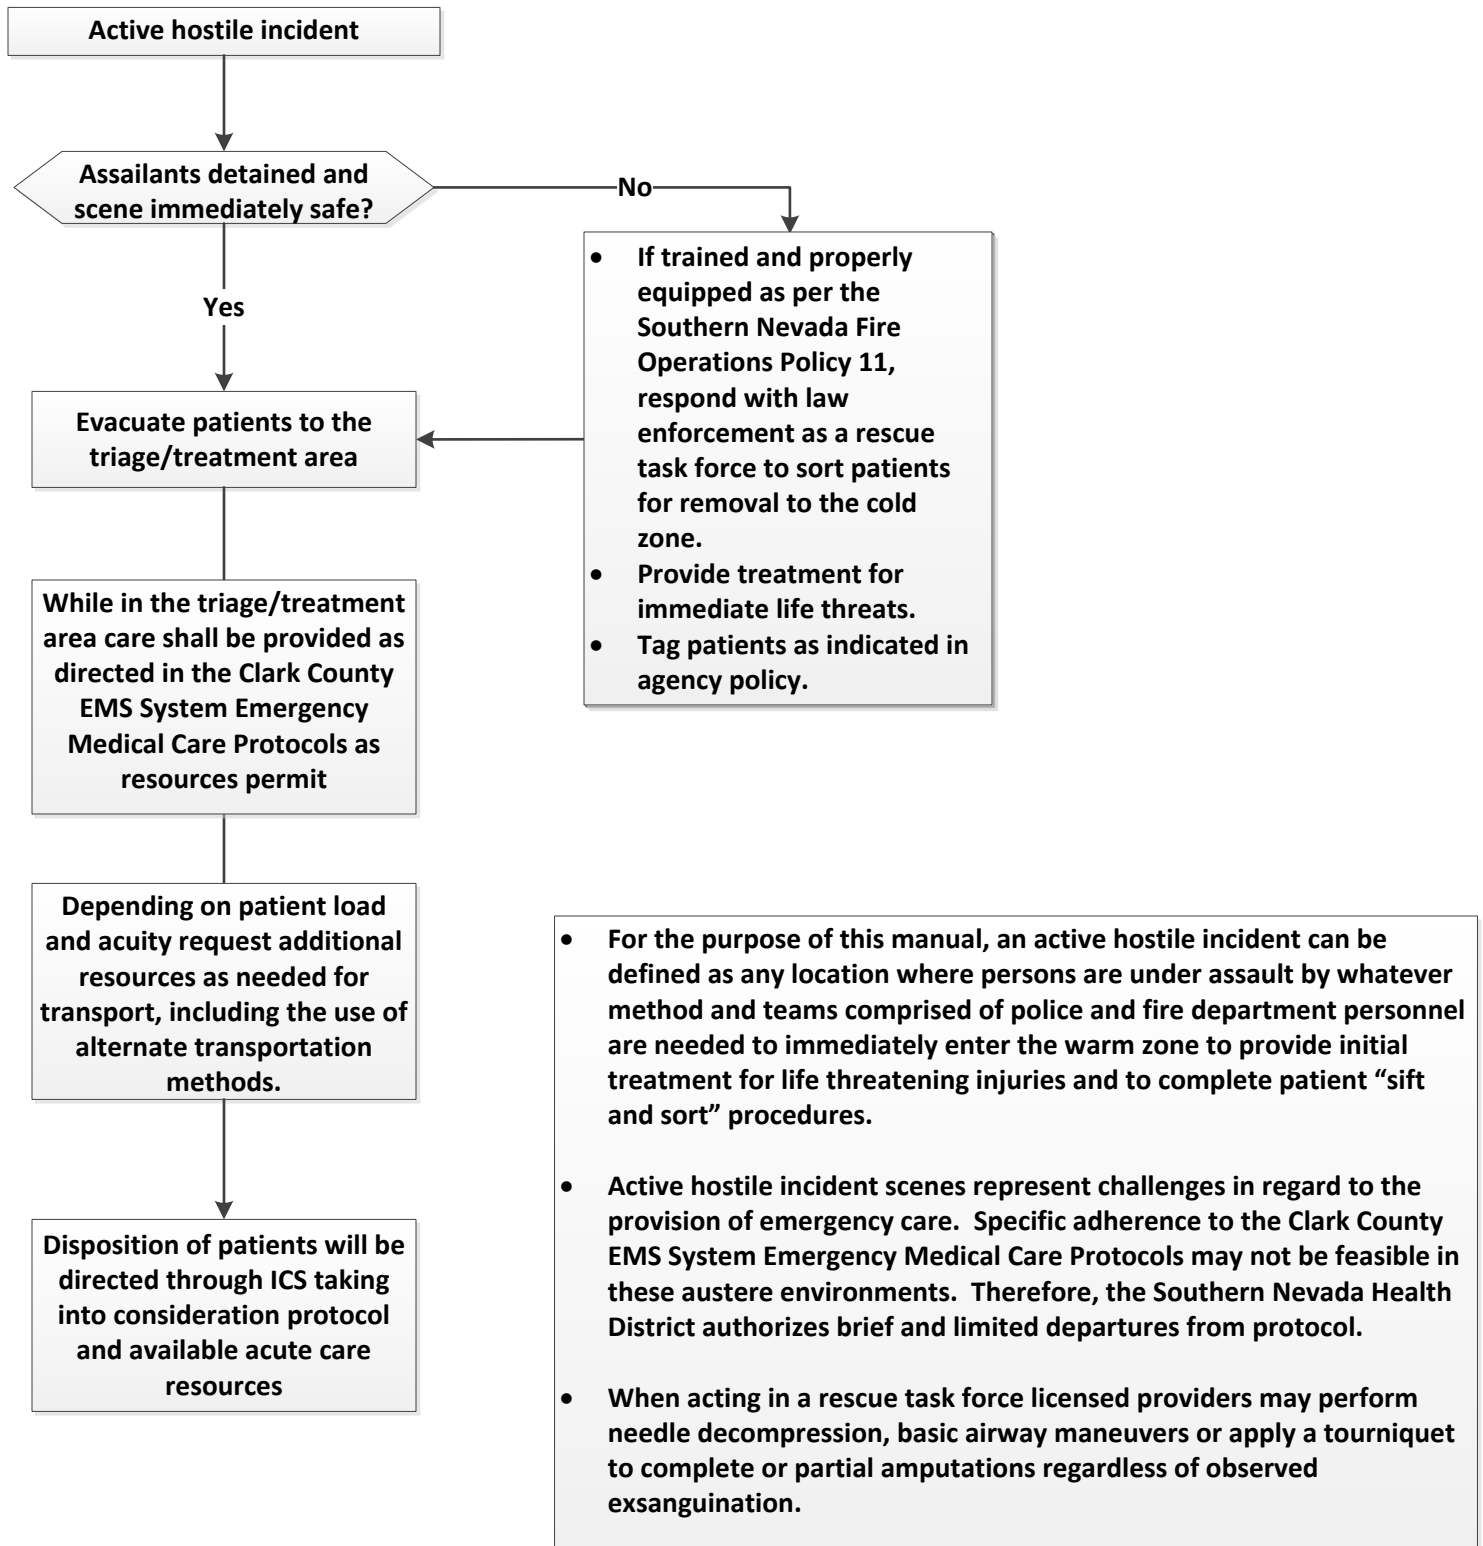 Active hostile incident
Assailants detained and
scene immediately safe?
No
Yes
• If trained and properly
equipped as per the
Southern Nevada Fire
Operations Policy 11,
respond with law
enforcement as a rescue
task force to sort patients
for removal to the cold
zone.
• Provide treatment for
immediate life threats.
• Tag patients as indicated in
agency policy.
Evacuate patients to the
triage/treatment area
While in the triage/treatment
area care shall be provided as
directed in the Clark County
EMS System Emergency
Medical Care Protocols as
resources permit
Depending on patient load
and acuity request additional
resources as needed for
transport, including the use of
alternate transportation
methods.
Disposition of patients will be
directed through ICS taking
into consideration protocol
and available acute care
resources
• For the purpose of this manual, an active hostile incident can be
defined as any location where persons are under assault by whatever
method and teams comprised of police and fire department personnel
are needed to immediately enter the warm zone to provide initial
treatment for life threatening injuries and to complete patient “sift
and sort” procedures.
• Active hostile incident scenes represent challenges in regard to the
provision of emergency care.  Specific adherence to the Clark County
EMS System Emergency Medical Care Protocols may not be feasible in
these austere environments.  Therefore, the Southern Nevada Health
District authorizes brief and limited departures from protocol.
• When acting in a rescue task force licensed providers may perform
needle decompression, basic airway maneuvers or apply a tourniquet
to complete or partial amputations regardless of observed
exsanguination.